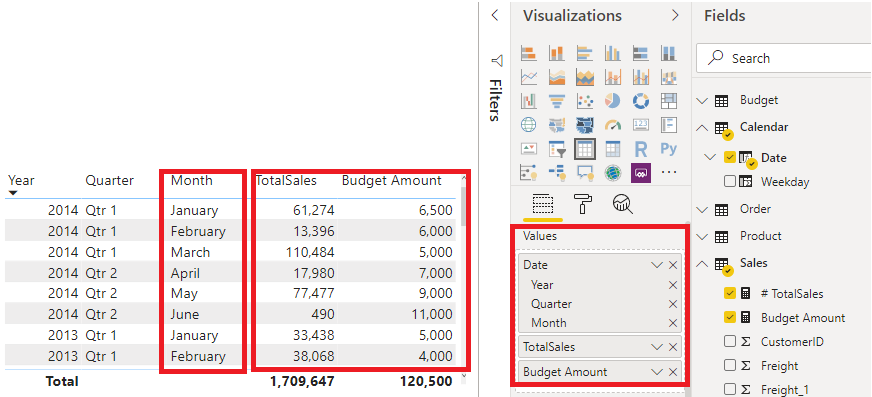 Year Quarter Month TotalSales Budget Amount
2014 Qtr 1 January 61,274 6,500
2014 Qtr 1 February 13,396 6,000
2014 Qtr 1 March 110,484 5,000
2014 Qtr 2 April 17,980 7,000
2014 Qtr 2 May 77,477 9,000
2014 Qtr 2 June 490 11,000
2013 Qtr 1 January 33,438 5,000
2013 Qtr 1 February 38,068 4,000
Total 1,709,647 120,500
Filters
Visualizations
123
R Py
...
Values
Date
Year
Quarter
Month
TotalSales
Budget Amount
Fields
Search
Budget
Calendar
Date
Weekday
Order
Product
Sales
# TotalSales
Budget Amount
Σ CustomerID
Σ Freight
Σ Freight_1